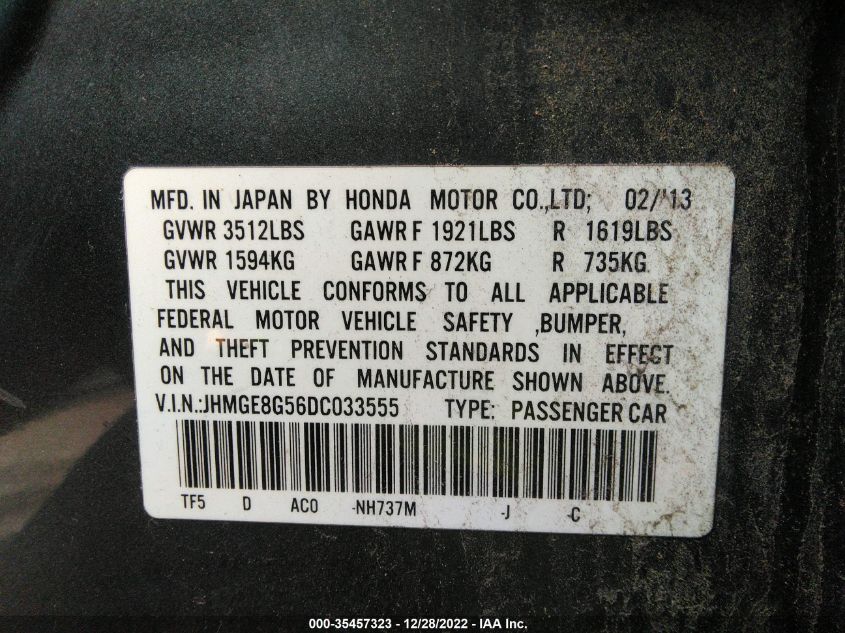 MFD. IN JAPAN BY HONDA MOTOR CO.,LTD; 02/'13
GVWR 3512LBS GAWR F 1921LBS R 1619LBS
GVWR 1594KG GAWR F 872KG R 735KG
THIS VEHICLE CONFORMS TO ALL APPLICABLE
FEDERAL MOTOR VEHICLE SAFETY ,BUMPER,
AND THEFT PREVENTION STANDARDS IN EFFECT
ON THE DATE OF MANUFACTURE SHOWN ABOVE.
V.I.N.:JHMGE8G56DC033555 TYPE: PASSENGER CAR
TF5 D AC0 -NH737M -J -C
000-35457323 - 12/28/2022 - IAA Inc.